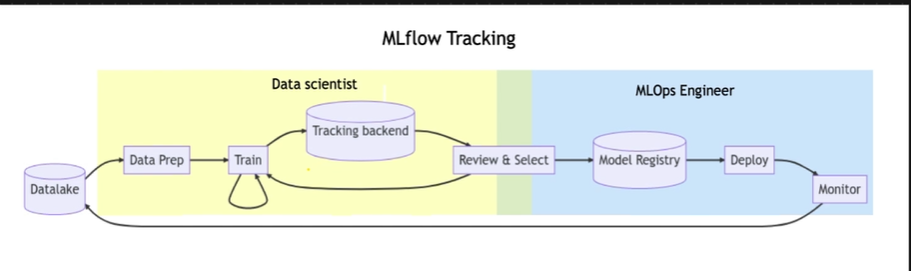 MLflow Tracking
Data scientist
MLOps Engineer
Tracking backend
Data Prep
Train
Review & Select
Model Registry
Deploy
Datalake
Monitor